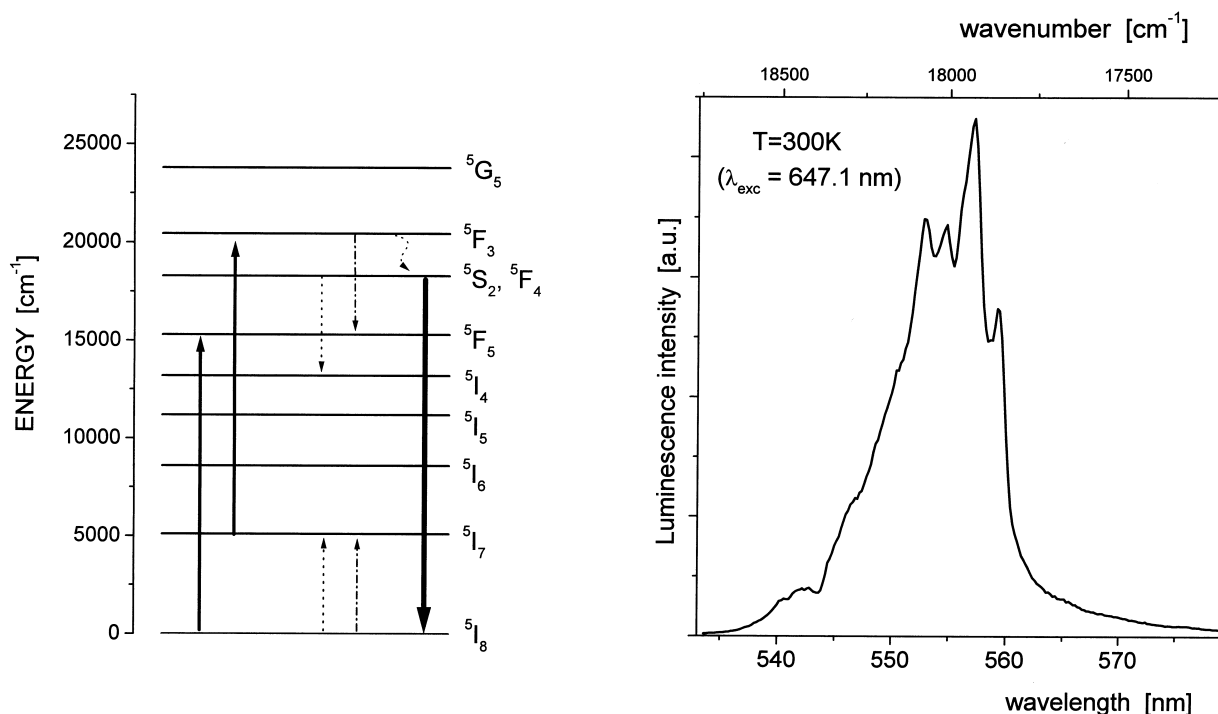 ENERGY [cm⁻¹]
25000
20000
15000
10000
5000
0
⁵G₅
⁵F₃
⁵S₂, ⁵F₄
⁵F₅
⁵I₄
⁵I₅
⁵I₆
⁵I₇
⁵I₈
wavenumber [cm⁻¹]
18500 18000 17500
T=300K
(λexc = 647.1 nm)
Luminescence intensity [a.u.]
540 550 560 570
wavelength [nm]